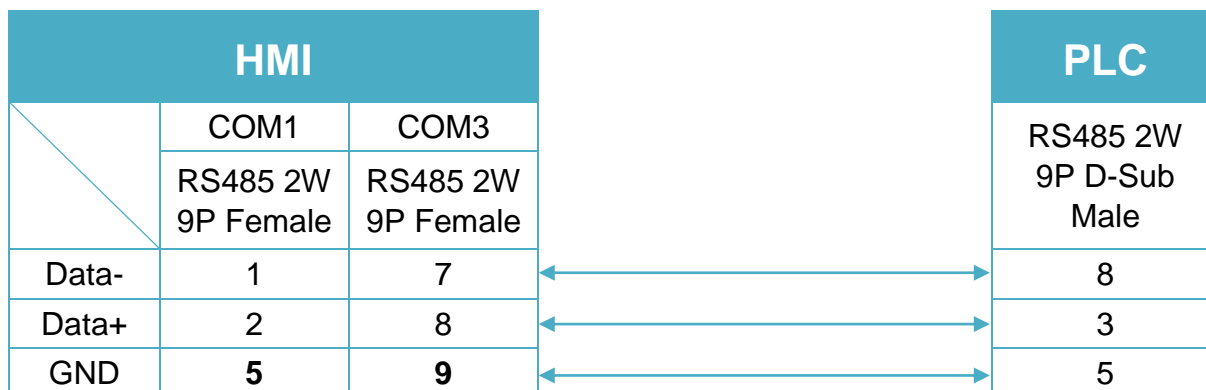 HMI PLC
COM1 COM3
RS485 2W RS485 2W RS485 2W
9P Female 9P Female 9P D-Sub
Male
Data- 1 7 8
Data+ 2 8 3
GND 5 9 5